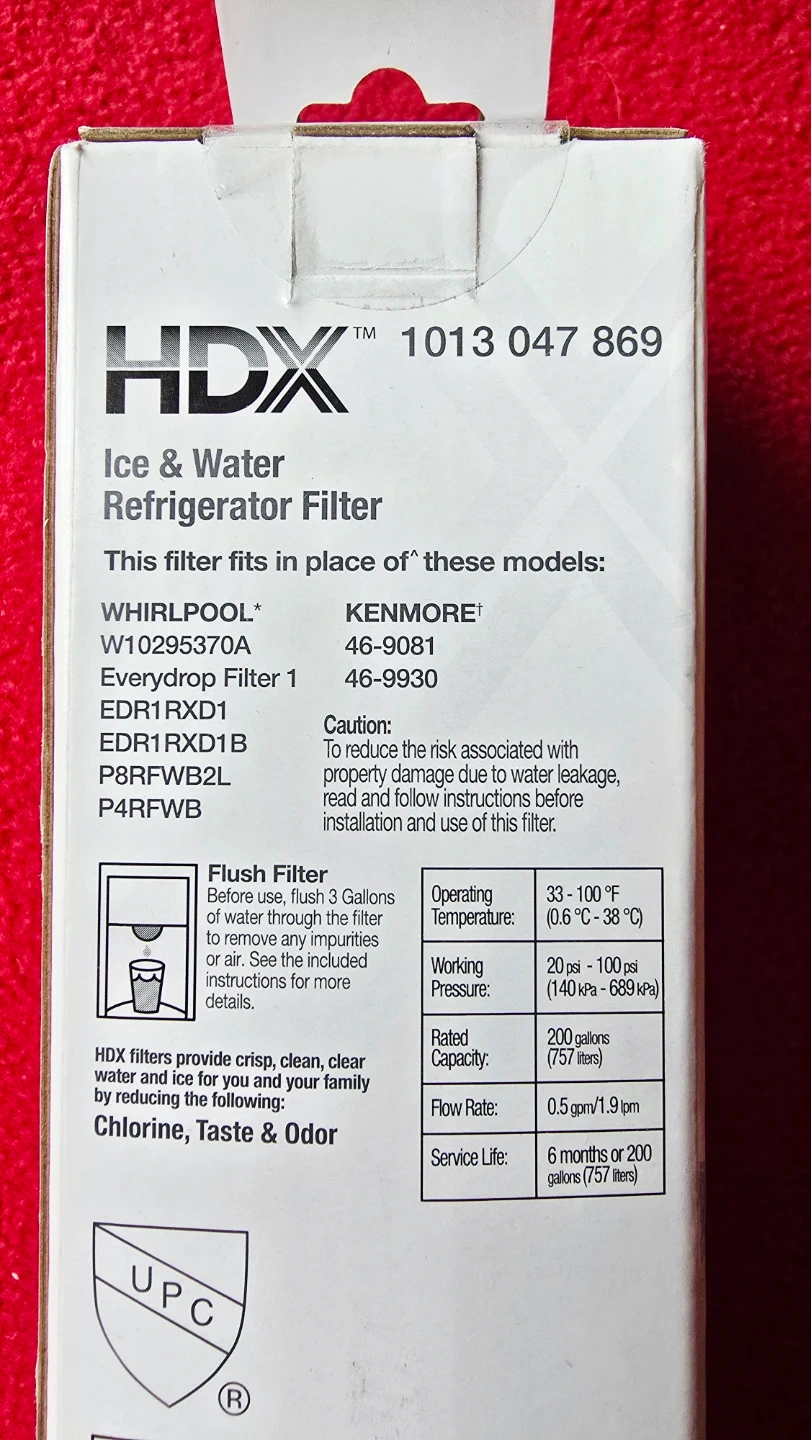 HDX™ 1013 047 869
Ice & Water
Refrigerator Filter
This filter fits in place of^ these models:
WHIRLPOOL*
W10295370A
Everydrop Filter 1
EDR1RXD1
EDR1RXD1B
P8RFWB2L
P4RFWB
KENMORE†
46-9081
46-9930
Caution:
To reduce the risk associated with
property damage due to water leakage,
read and follow instructions before
installation and use of this filter.
Flush Filter
Before use, flush 3 Gallons
of water through the filter
to remove any impurities
or air. See the included
instructions for more
details.
HDX filters provide crisp, clean, clear
water and ice for you and your family
by reducing the following:
Chlorine, Taste & Odor
Operating
Temperature:
33 - 100 °F
(0.6 °C - 38 °C)
Working
Pressure:
20 psi - 100 psi
(140 kPa - 689 kPa)
Rated
Capacity:
200 gallons
(757 liters)
Flow Rate:
0.5 gpm/1.9 lpm
Service Life:
6 months or 200
gallons (757 liters)
UPC
®